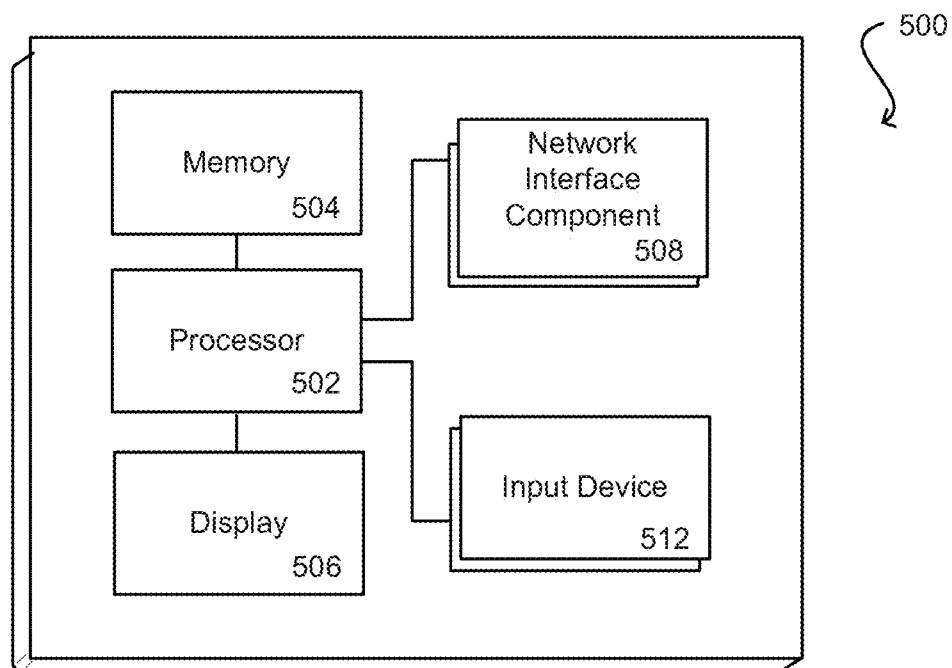 500
Memory
504
Network
Interface
Component
508
Processor
502
Input Device
512
Display
506